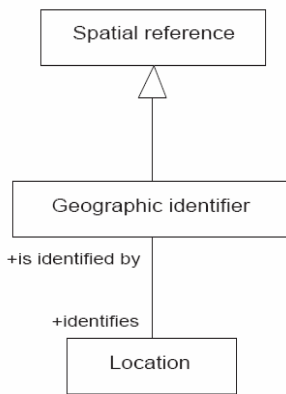 Spatial reference
Geographic identifier
+is identified by
+identifies
Location